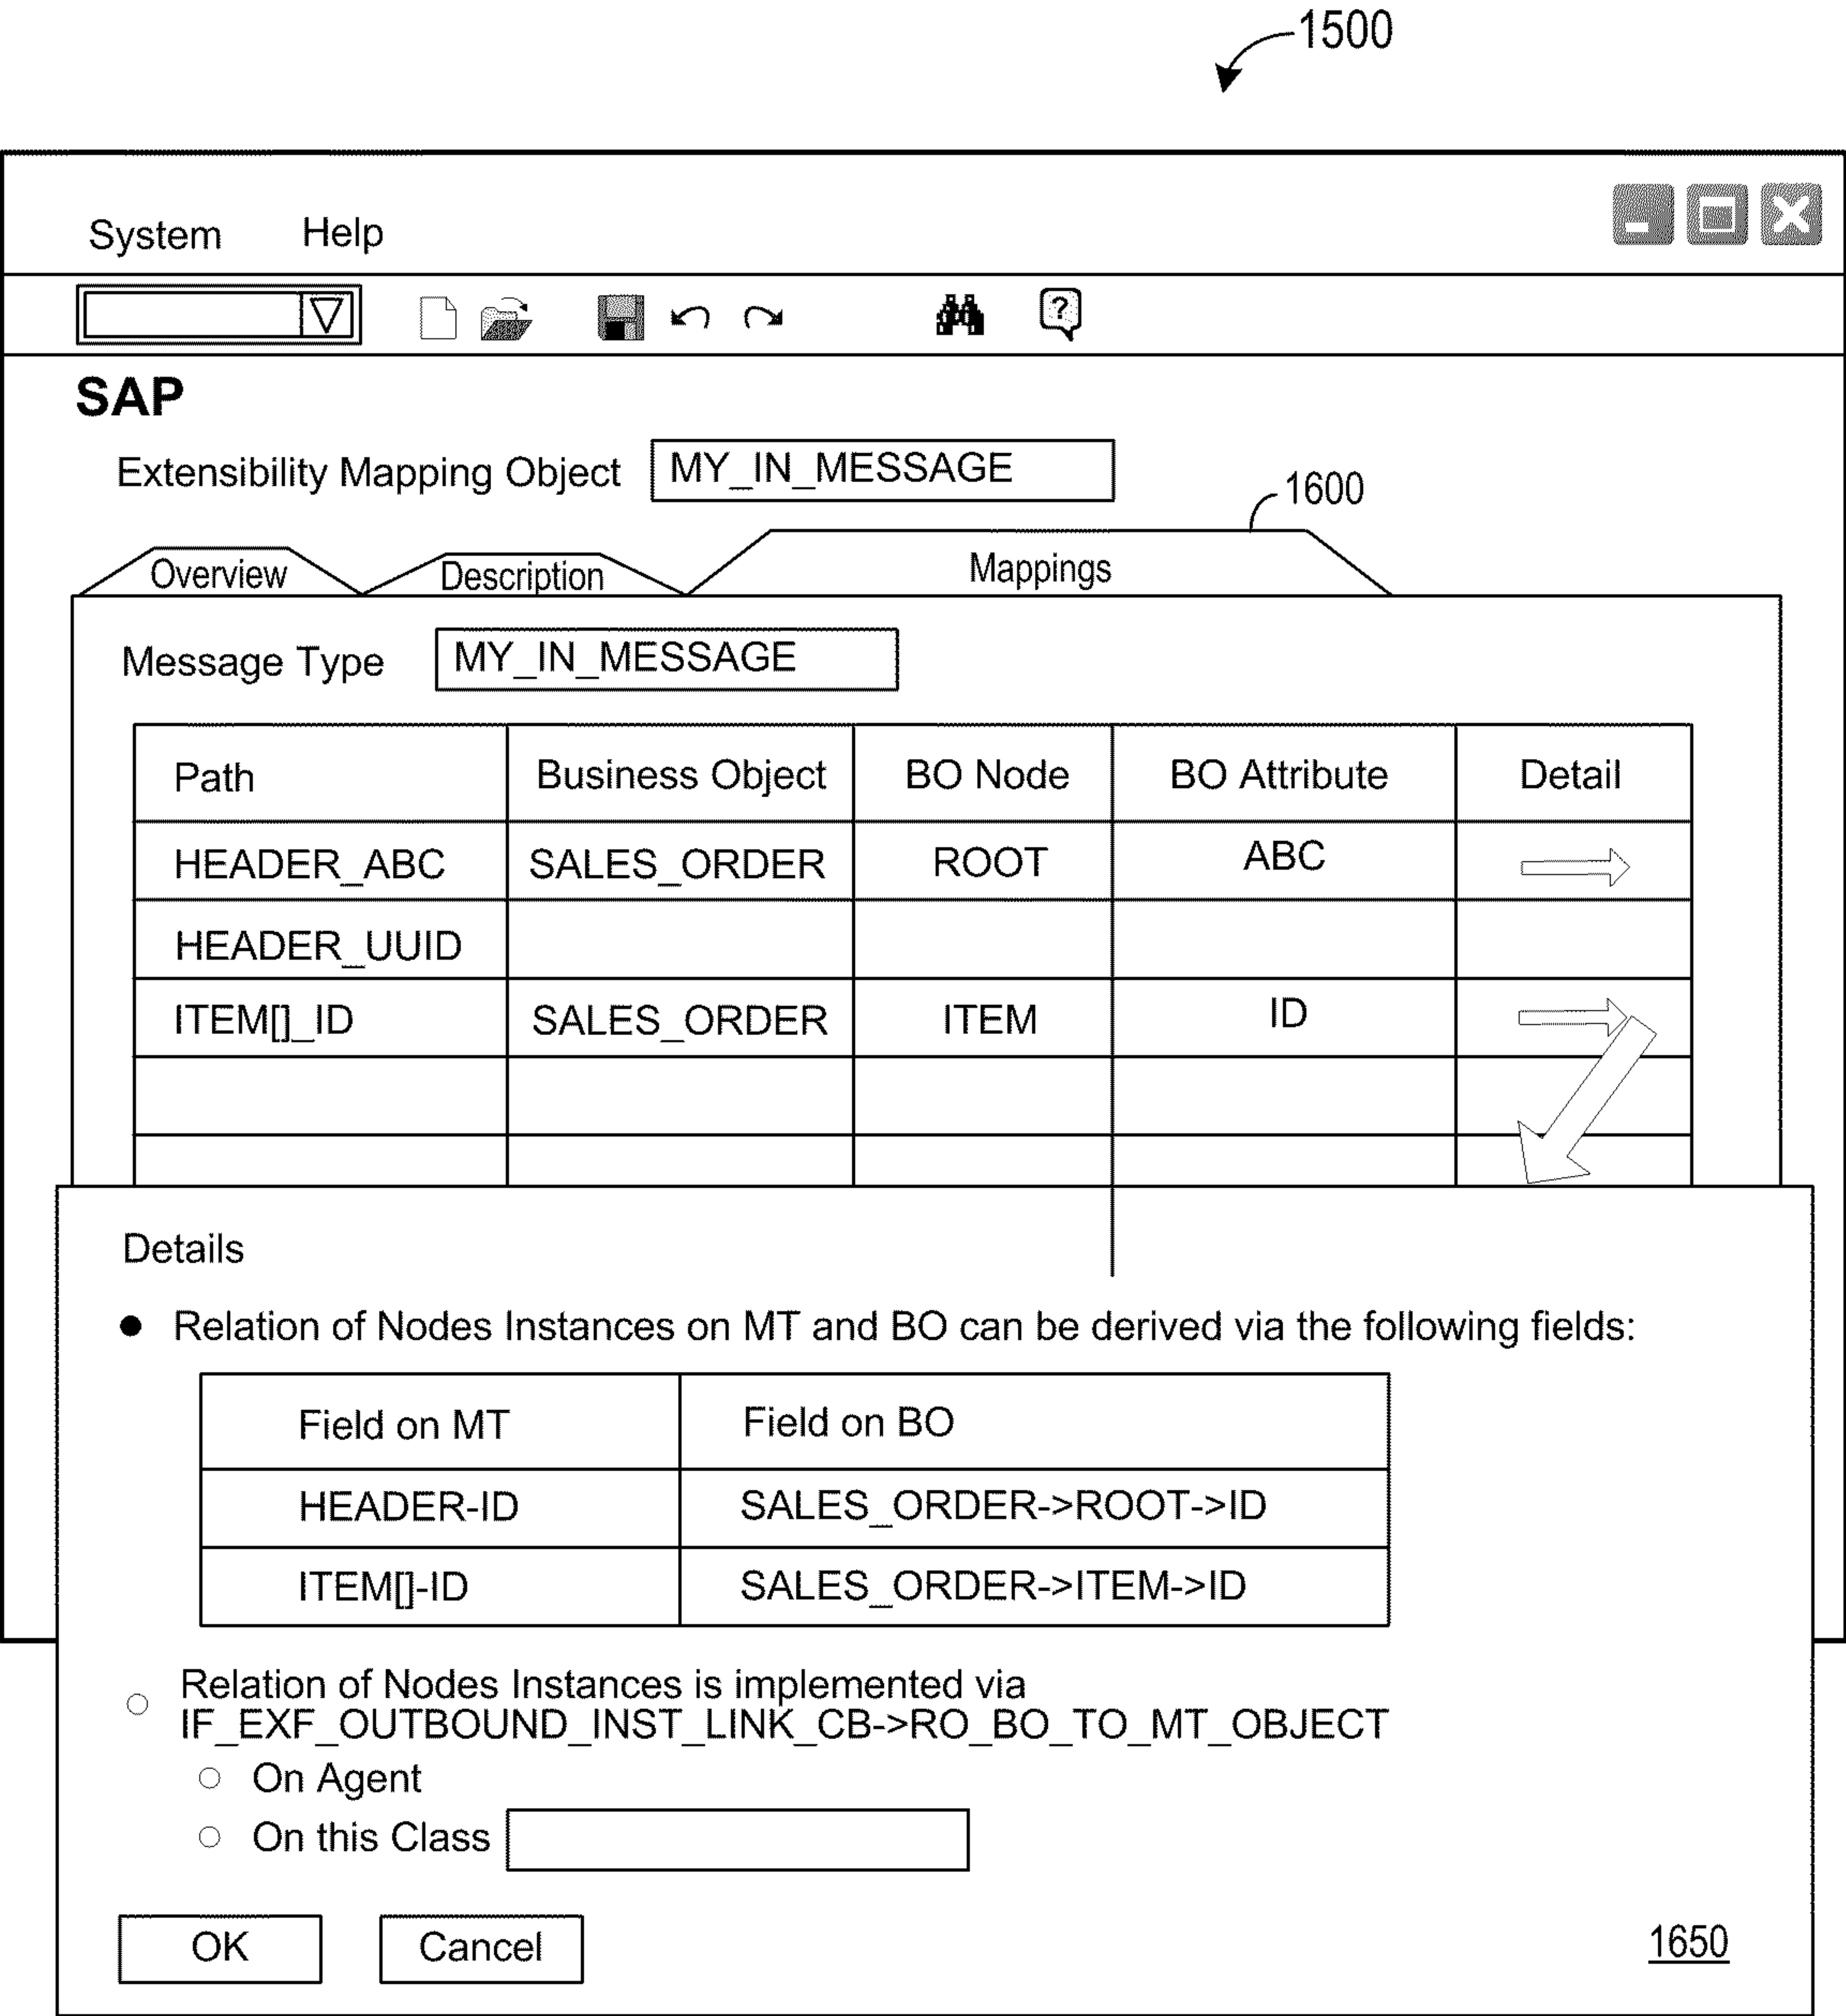 1500
System Help
?
SAP
Extensibility Mapping Object MY_IN_MESSAGE
1600
Overview Description Mappings
Message Type MY_IN_MESSAGE
Path Business Object BO Node BO Attribute Detail
HEADER_ABC SALES_ORDER ROOT ABC
HEADER_UUID
ITEM[]_ID SALES_ORDER ITEM ID
Details
Relation of Nodes Instances on MT and BO can be derived via the following fields:
Field on MT Field on BO
HEADER-ID SALES_ORDER->ROOT->ID
ITEM[]-ID SALES_ORDER->ITEM->ID
Relation of Nodes Instances is implemented via
IF_EXF_OUTBOUND_INST_LINK_CB->RO_BO_TO_MT_OBJECT
On Agent
On this Class
OK Cancel 1650